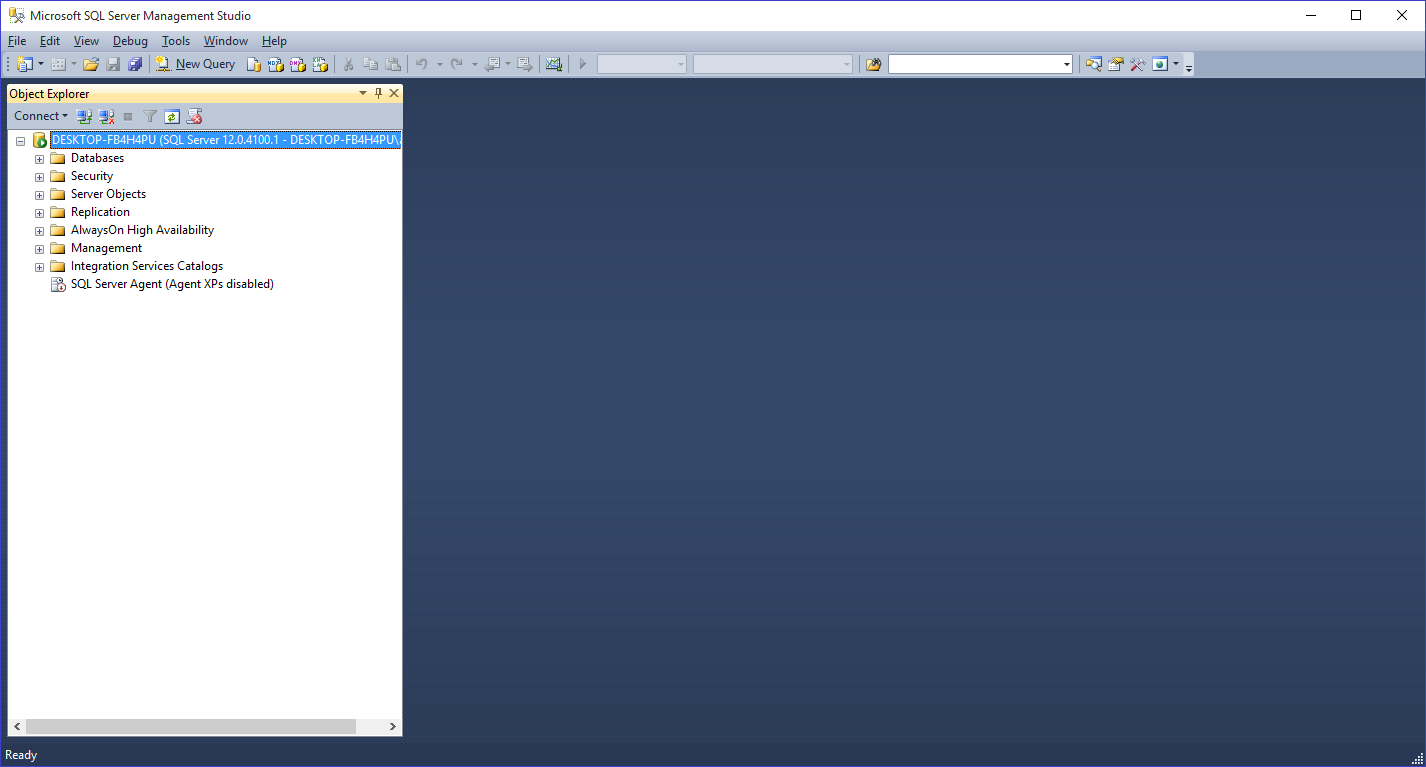 Microsoft SQL Server Management Studio
File Edit View Debug Tools Window Help
New Query
Object Explorer
Connect
DESKTOP-FB4H4PU (SQL Server 12.0.4100.1 - DESKTOP-FB4H4PU\
Databases
Security
Server Objects
Replication
AlwaysOn High Availability
Management
Integration Services Catalogs
SQL Server Agent (Agent XPs disabled)
Ready